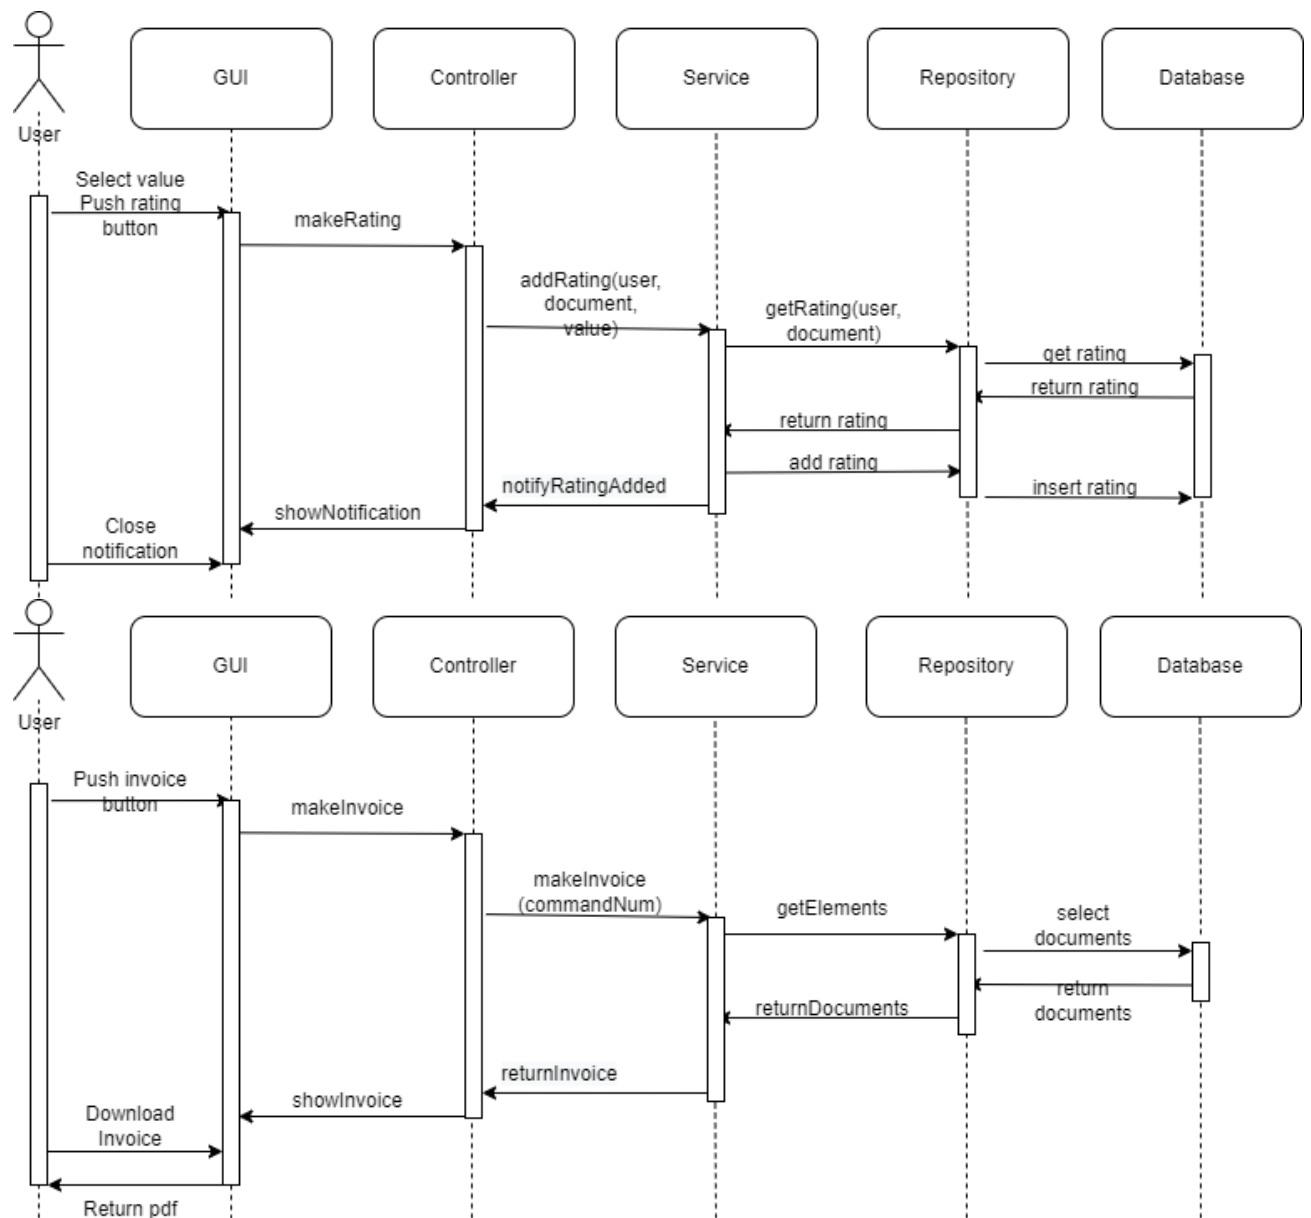 User
GUI
Controller
Service
Repository
Database
Select value
Push rating
button
makeRating
addRating(user,
document,
value)
getRating(user,
document)
get rating
return rating
return rating
add rating
insert rating
notifyRatingAdded
showNotification
Close
notification
User
GUI
Controller
Service
Repository
Database
Push invoice
button
makeInvoice
makeInvoice
(commandNum)
getElements
select
documents
return
documents
returnDocuments
returnInvoice
showInvoice
Download
Invoice
Return pdf